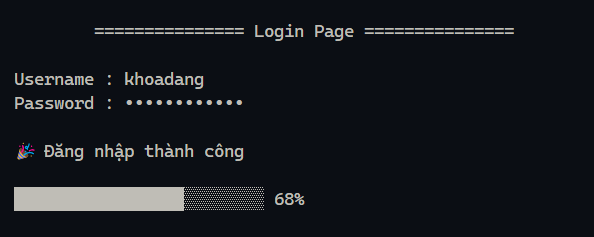 =============== Login Page ===============
Username : khoadang
Password : ••••••••••••
🎉 Đăng nhập thành công
68%